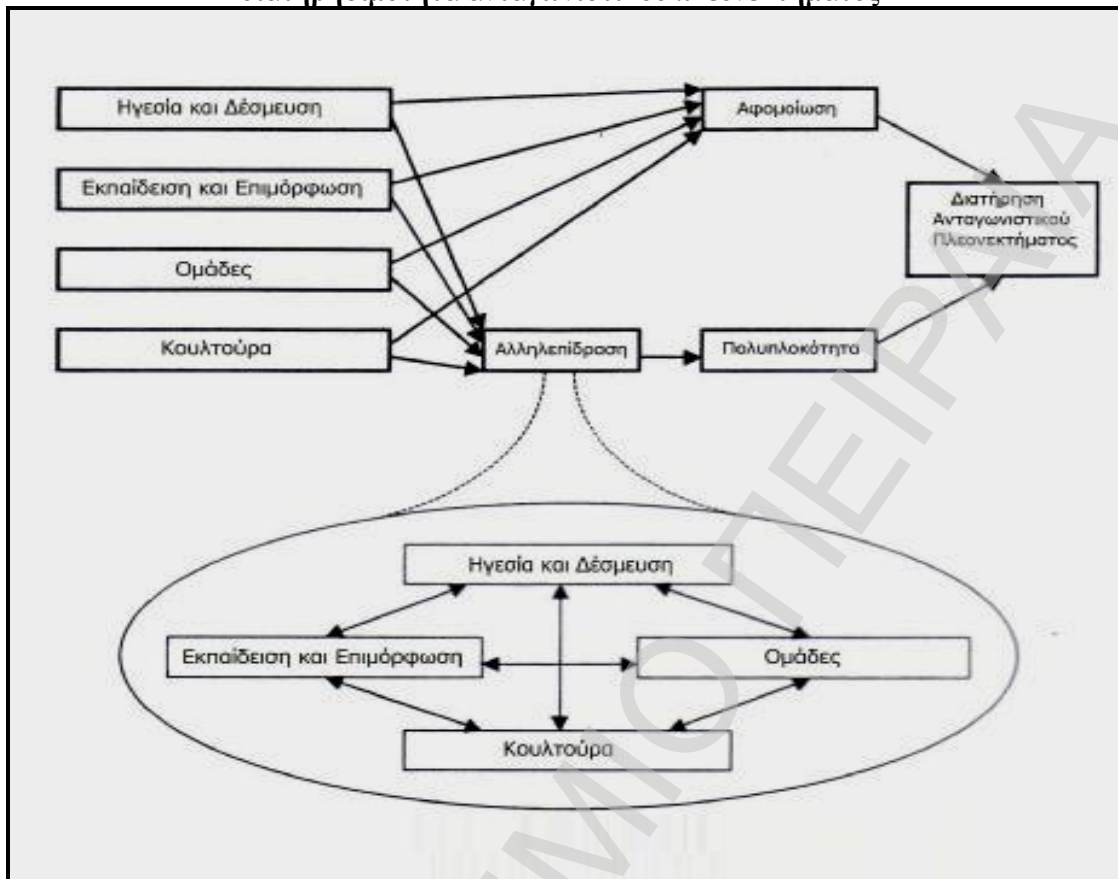 Ηγεσία και Δέσμευση
Εκπαίδευση και Επιμόρφωση
Ομάδες
Κουλτούρα
Αλληλεπίδραση
Αφομοίωση
Πολυπλοκότητα
Διατήρηση
Ανταγωνιστικού
Πλεονεκτήματος
Ηγεσία και Δέσμευση
Εκπαίδευση και Επιμόρφωση
Ομάδες
Κουλτούρα